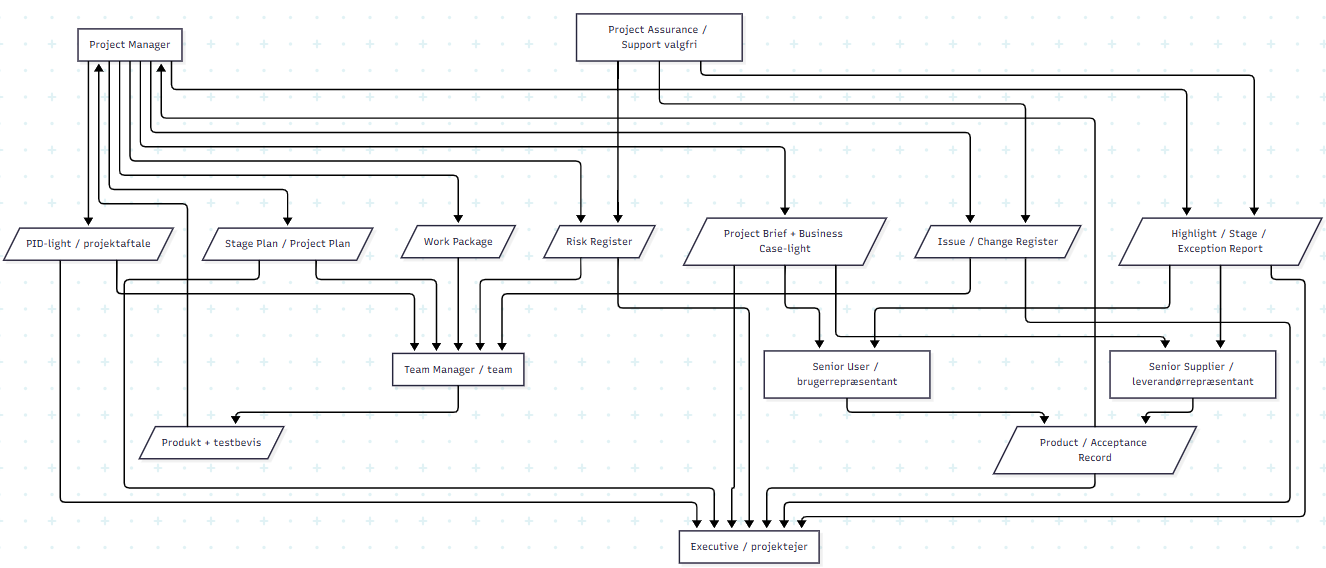 Project Manager
Project Assurance /
Support valgfri
PID-light / projektaftale
Stage Plan / Project Plan
Work Package
Risk Register
Project Brief + Business
Case-light
Issue / Change Register
Highlight / Stage /
Exception Report
Team Manager / team
Senior User /
brugerrepræsentant
Senior Supplier /
leverandørrepræsentant
Produkt + testbevis
Product / Acceptance
Record
Executive / projektejer